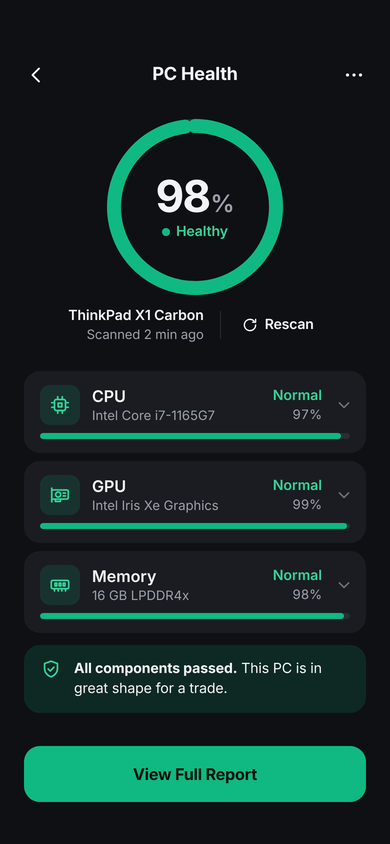 PC Health
98%
Healthy
ThinkPad X1 Carbon
Scanned 2 min ago
Rescan
CPU
Intel Core i7-1165G7
Normal
97%
GPU
Intel Iris Xe Graphics
Normal
99%
Memory
16 GB LPDDR4x
Normal
98%
All components passed. This PC is in
great shape for a trade.
View Full Report